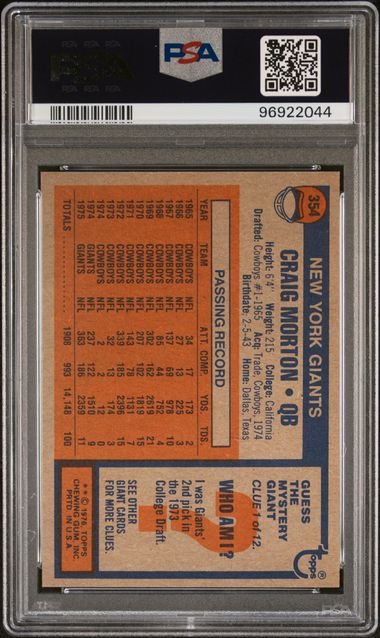 PSA
PSA
96922044
354
NEW YORK GIANTS
CRAIG MORTON • QB
Height: 6'4" Weight: 215 College: California
Drafted: Cowboys #1-1965 Acq: Trade, Cowboys, 1974
Birthdate: 2-5-43 Home: Dallas, Texas
PASSING RECORD
YEAR TEAM ATT. COMP. YDS. TDS.
1965 COWBOYS NFL 34 17 173 2
1966 COWBOYS NFL 27 13 225 3
1967 COWBOYS NFL 137 69 978 10
1968 COWBOYS NFL 85 44 752 4
1969 COWBOYS NFL 302 162 2619 21
1970 COWBOYS NFL 207 102 1819 15
1971 COWBOYS NFL 143 78 1131 7
1972 COWBOYS NFL 339 185 2396 15
1973 COWBOYS NFL 32 13 174 3
1974 COWBOYS NFL 2 2 12
1974 GIANTS NFL 237 122 1510 9
1975 GIANTS NFL 363 186 2359 11
TOTALS 1908 993 14,148 100
topps®
GUESS
THE
MYSTERY
GIANT
CLUE 1 of 12.
WHO AM I?
I was Giants'
2nd pick in
the 1973
College Draft.
SEE OTHER
GIANT CARDS
FOR MORE CLUES.
** © 1976 TOPPS
CHEWING GUM, INC.
PRTD. IN U.S.A.